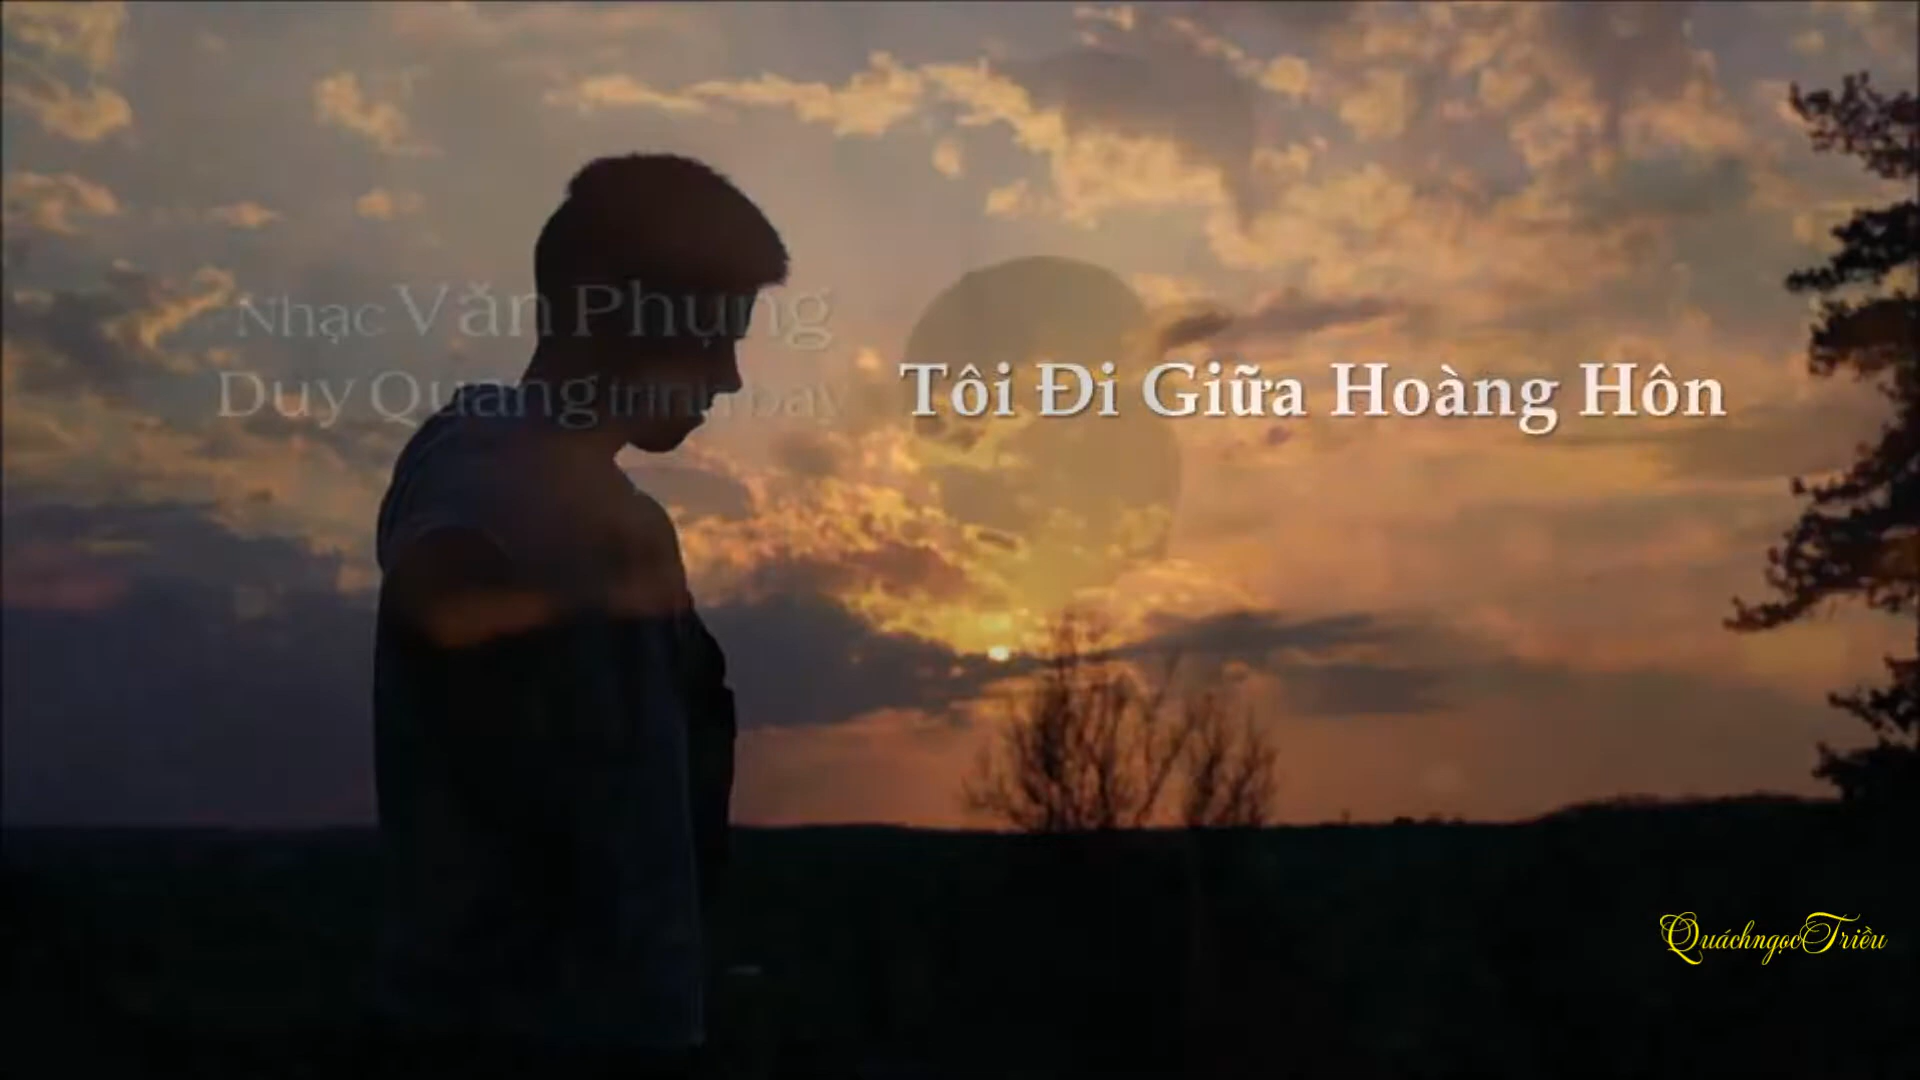 Nhạc Văn Phụng
Duy Quang trình bày
Tôi Đi Giữa Hoàng Hôn
QuáchngọcTriều